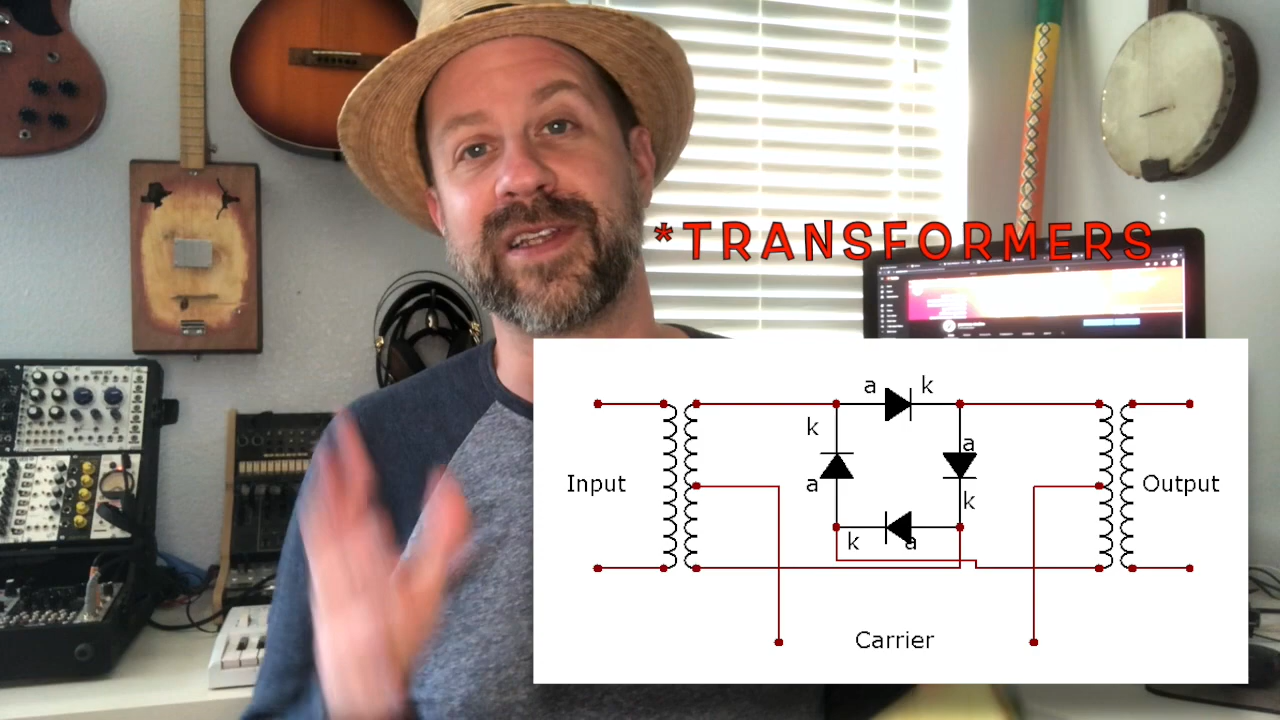 *TRANSFORMERS
a k
k
a
a
k
k a
Input
Output
Carrier